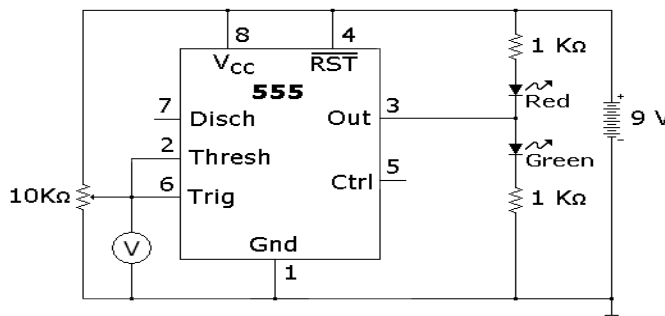 8
4
VCC
RST
1 KΩ
555
7
Disch
3
Out
Red
9 V
+
-
2
Thresh
Green
5
6
Trig
Ctrl
10KΩ
1 KΩ
V
Gnd
1